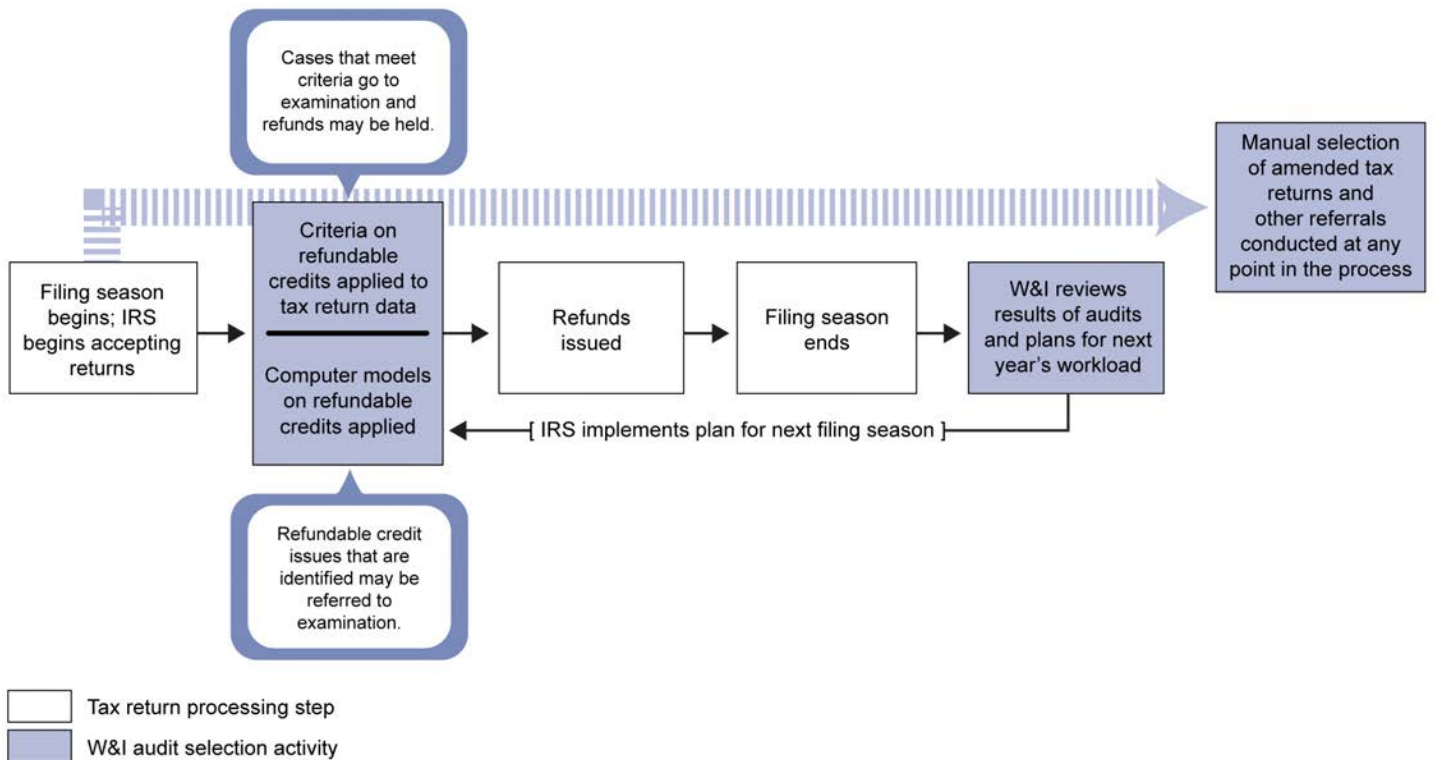 Cases that meet
criteria go to
examination and
refunds may be held.
Manual selection
of amended tax
returns and
other referrals
conducted at any
point in the process
Filing season
begins; IRS
begins accepting
returns
Criteria on
refundable
credits applied to
tax return data
Computer models
on refundable
credits applied
Refunds
issued
Filing season
ends
W&I reviews
results of audits
and plans for next
year's workload
[ IRS implements plan for next filing season ]
Refundable credit
issues that are
identified may be
referred to
examination.
Tax return processing step
W&I audit selection activity